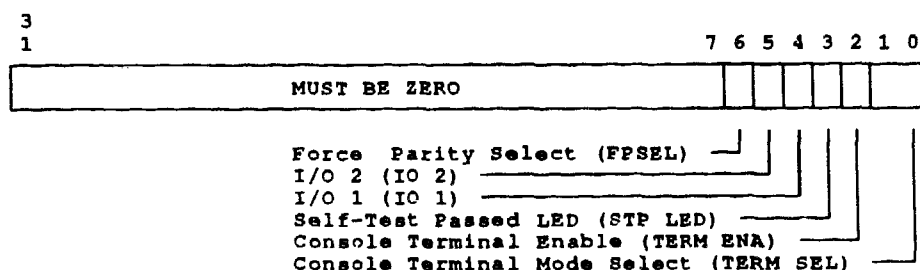 3
1 7 6 5 4 3 2 1 0
MUST BE ZERO
Force Parity Select (FPSEL)
I/O 2 (IO 2)
I/O 1 (IO 1)
Self-Test Passed LED (STP LED)
Console Terminal Enable (TERM ENA)
Console Terminal Mode Select (TERM SEL)